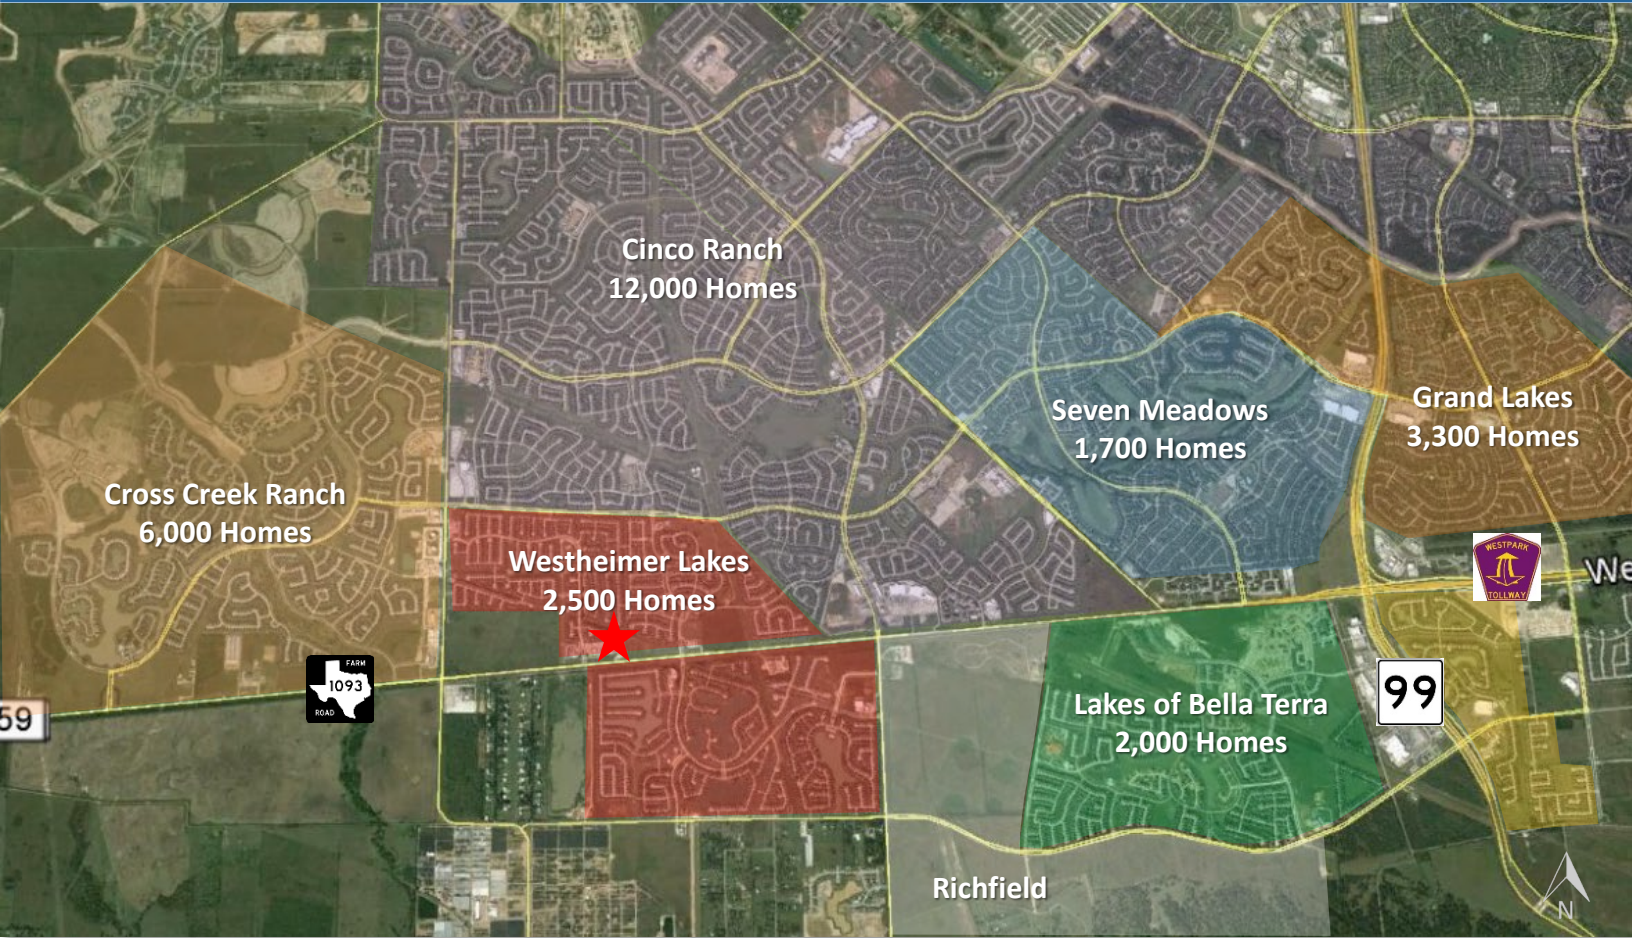 Cinco Ranch
12,000 Homes
Seven Meadows
1,700 Homes
Grand Lakes
3,300 Homes
Cross Creek Ranch
6,000 Homes
Westheimer Lakes
2,500 Homes
WESTPARK
TOLLWAY
We
FARM
1093
ROAD
59
Lakes of Bella Terra
2,000 Homes
99
Richfield
N